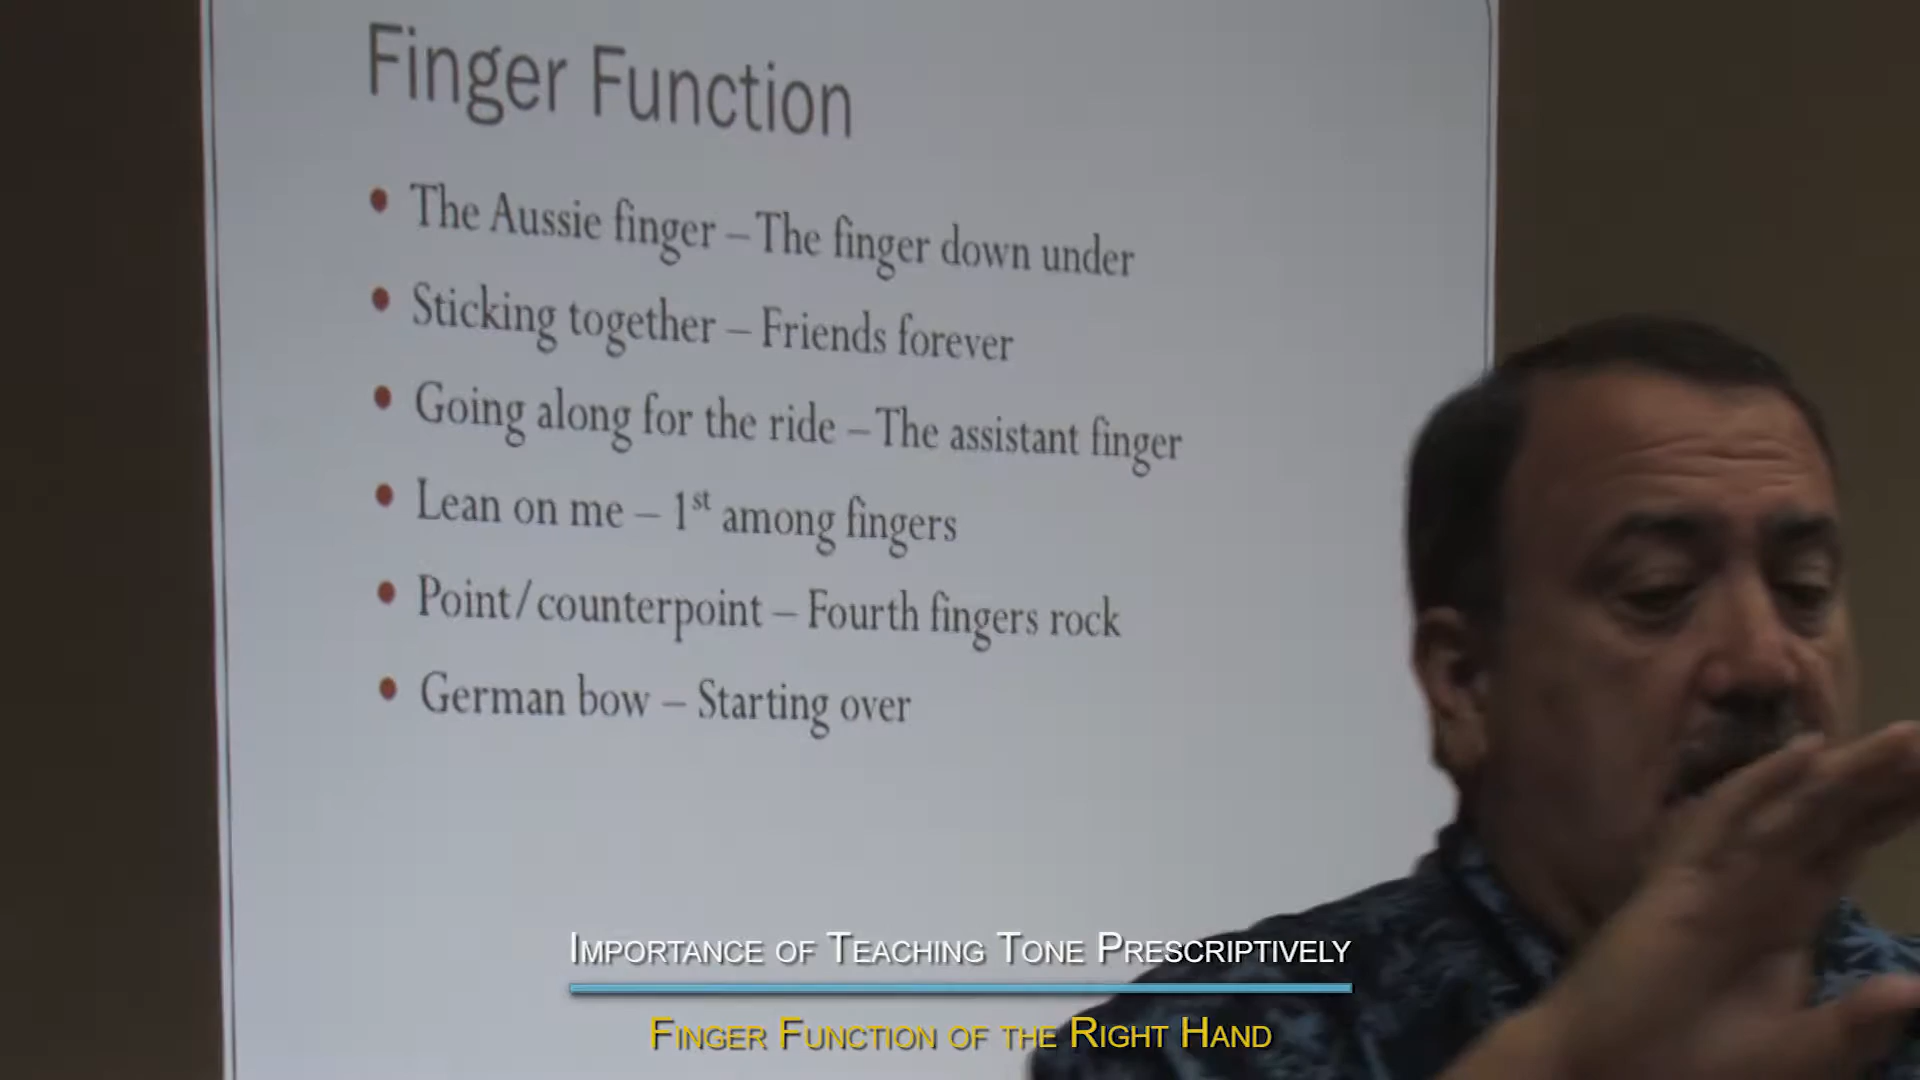 Finger Function
• The Aussie finger – The finger down under
• Sticking together – Friends forever
• Going along for the ride – The assistant finger
• Lean on me – 1st among fingers
• Point/counterpoint – Fourth fingers rock
• German bow – Starting over
Importance of Teaching Tone Prescriptively
Finger Function of the Right Hand